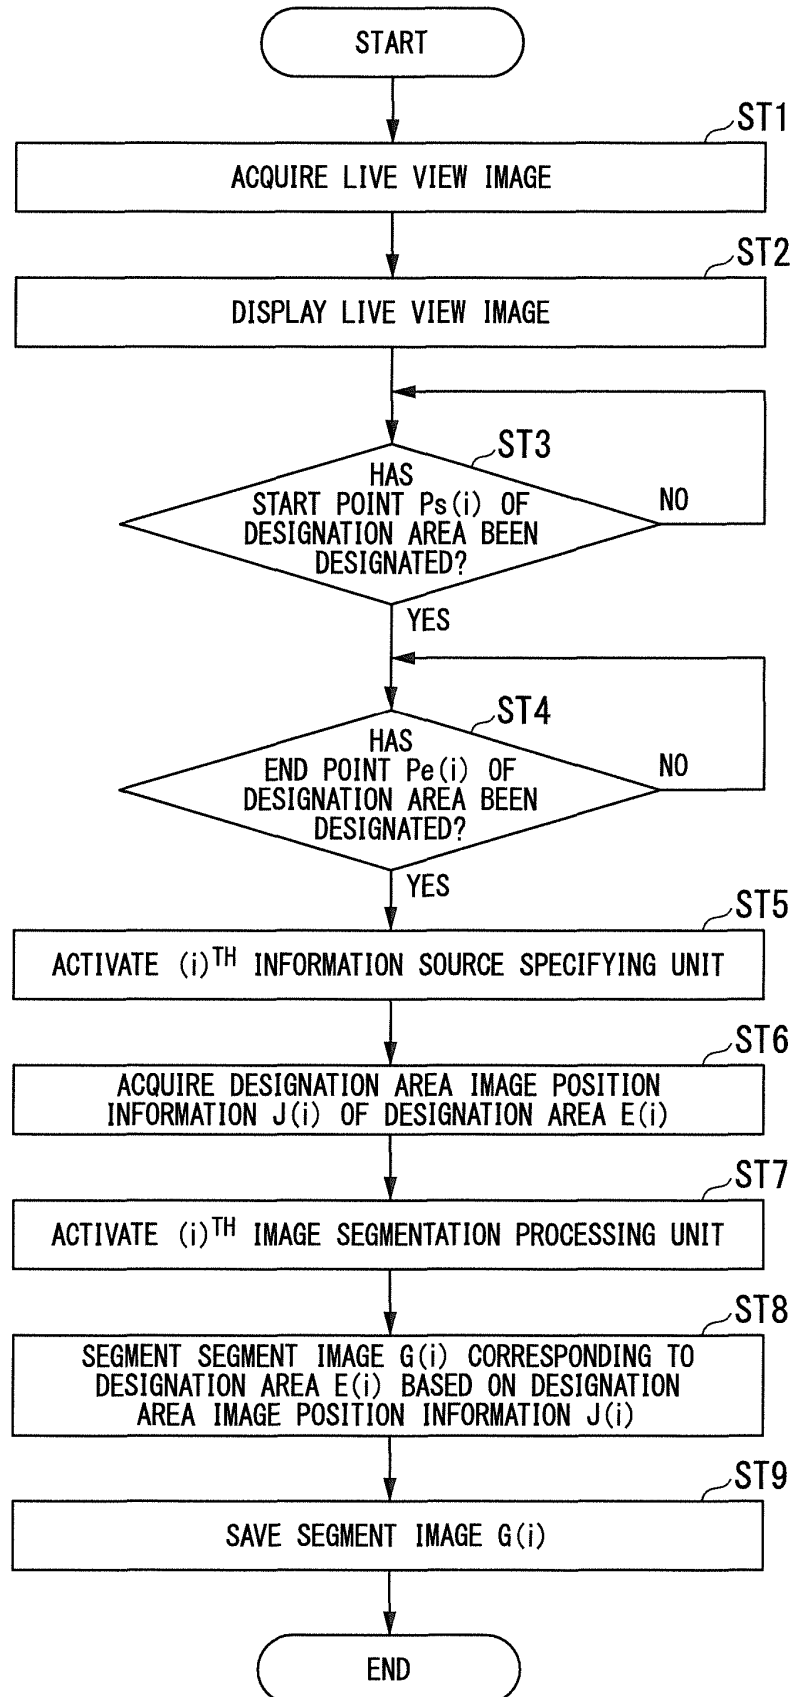 START
ST1
ACQUIRE LIVE VIEW IMAGE
ST2
DISPLAY LIVE VIEW IMAGE
ST3
HAS
START POINT Ps(i) OF
DESIGNATION AREA BEEN
DESIGNATED?
NO
YES
ST4
HAS
END POINT Pe(i) OF
DESIGNATION AREA BEEN
DESIGNATED?
NO
YES
ST5
ACTIVATE (i)TH INFORMATION SOURCE SPECIFYING UNIT
ST6
ACQUIRE DESIGNATION AREA IMAGE POSITION
INFORMATION J(i) OF DESIGNATION AREA E(i)
ST7
ACTIVATE (i)TH IMAGE SEGMENTATION PROCESSING UNIT
ST8
SEGMENT SEGMENT IMAGE G(i) CORRESPONDING TO
DESIGNATION AREA E(i) BASED ON DESIGNATION
AREA IMAGE POSITION INFORMATION J(i)
ST9
SAVE SEGMENT IMAGE G(i)
END